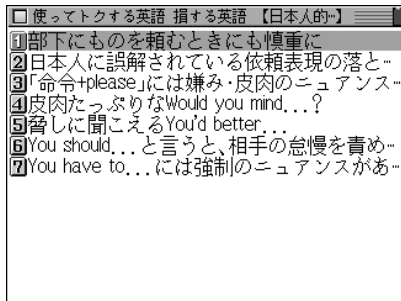 使ってトクする英語 損する英語 【日本人的…】
1部下にものを頼むときにも慎重に
2日本人に誤解されている依頼表現の落と…
3「命令+please」には嫌み・皮肉のニュアンス…
4皮肉たっぷりなWould you mind...?
5脅しに聞こえるYou'd better...
6You should...と言うと、相手の怠慢を責め…
7You have to...には強制のニュアンスがあ…